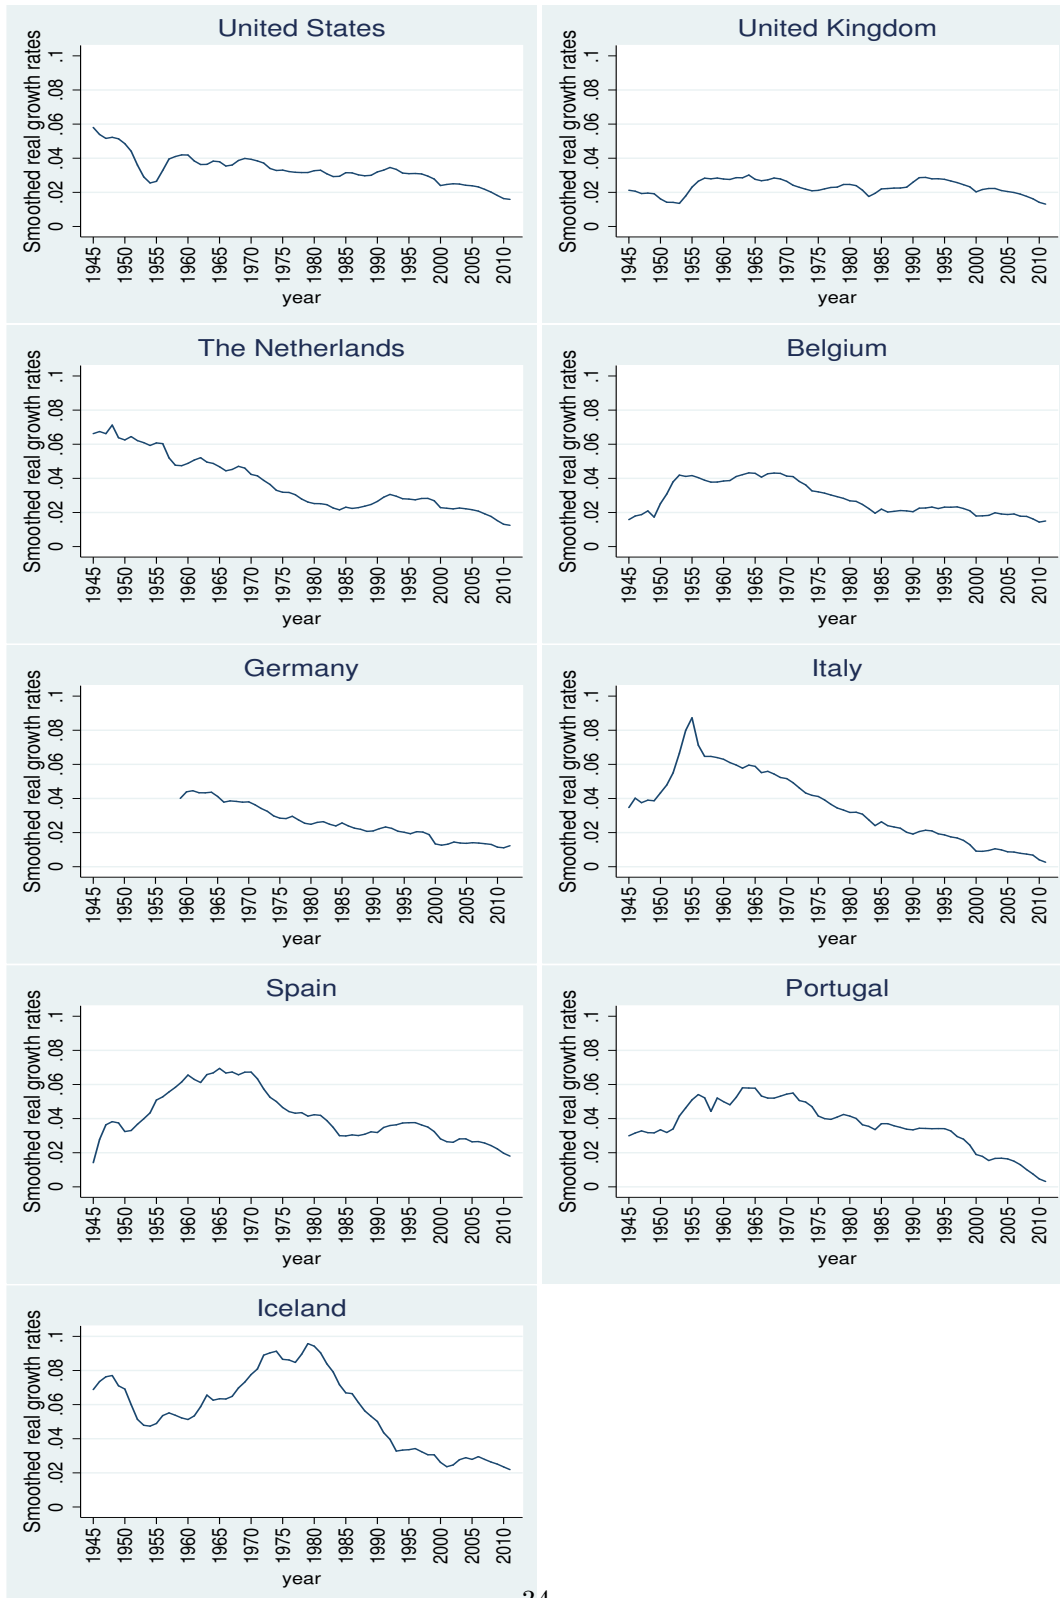 United States
Smoothed real growth rates
0 .02 .04 .06 .08 .1
1945 1950 1955 1960 1965 1970 1975 1980 1985 1990 1995 2000 2005 2010
year
United Kingdom
Smoothed real growth rates
0 .02 .04 .06 .08 .1
1945 1950 1955 1960 1965 1970 1975 1980 1985 1990 1995 2000 2005 2010
year
The Netherlands
Smoothed real growth rates
0 .02 .04 .06 .08 .1
1945 1950 1955 1960 1965 1970 1975 1980 1985 1990 1995 2000 2005 2010
year
Belgium
Smoothed real growth rates
0 .02 .04 .06 .08 .1
1945 1950 1955 1960 1965 1970 1975 1980 1985 1990 1995 2000 2005 2010
year
Germany
Smoothed real growth rates
0 .02 .04 .06 .08 .1
1945 1950 1955 1960 1965 1970 1975 1980 1985 1990 1995 2000 2005 2010
year
Italy
Smoothed real growth rates
0 .02 .04 .06 .08 .1
1945 1950 1955 1960 1965 1970 1975 1980 1985 1990 1995 2000 2005 2010
year
Spain
Smoothed real growth rates
0 .02 .04 .06 .08 .1
1945 1950 1955 1960 1965 1970 1975 1980 1985 1990 1995 2000 2005 2010
year
Portugal
Smoothed real growth rates
0 .02 .04 .06 .08 .1
1945 1950 1955 1960 1965 1970 1975 1980 1985 1990 1995 2000 2005 2010
year
Iceland
Smoothed real growth rates
0 .02 .04 .06 .08 .1
1945 1950 1955 1960 1965 1970 1975 1980 1985 1990 1995 2000 2005 2010
year